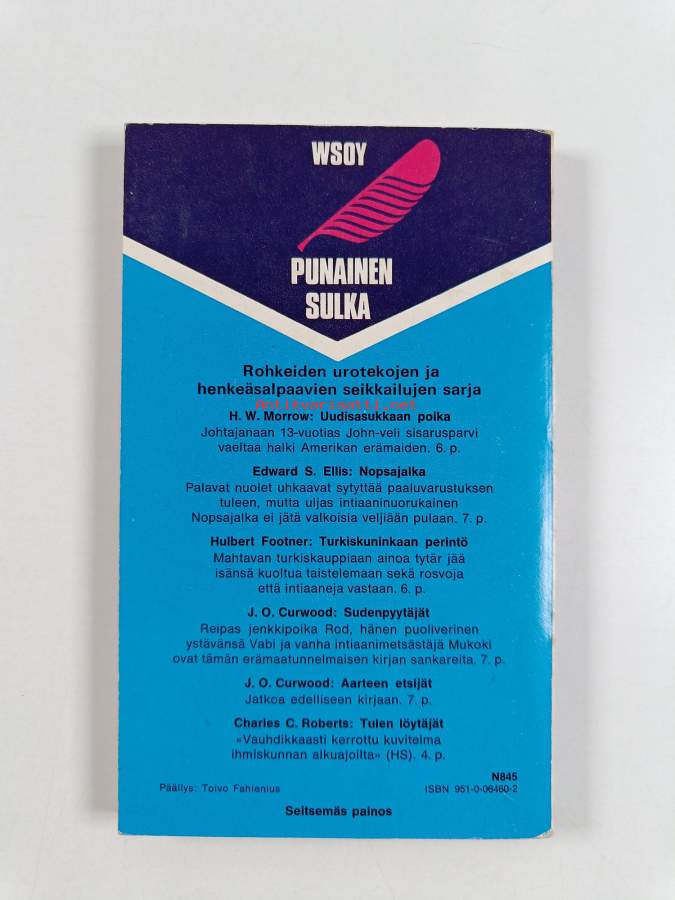 WSOY
PUNAINEN
SULKA
Rohkeiden urotekojen ja
henkeäsalpaavien seikkailujen sarja
Antikvariaatti.net
H. W. Morrow: Uudisasukkaan poika
Johtajanaan 13-vuotias John-veli sisarusparvi
vaeltaa halki Amerikan erämaiden. 6. p.
Edward S. Ellis: Nopsajalka
Palavat nuolet uhkaavat sytyttää paaluvarustuksen
tuleen, mutta uljas intiaaninuorukainen
Nopsajalka ei jätä valkoisia veljiään pulaan. 7. p.
Hulbert Footner: Turkiskuninkaan perintö
Mahtavan turkiskauppiaan ainoa tytär jää
isänsä kuoltua taistelemaan sekä rosvoja
että intiaaneja vastaan. 6. p.
J. O. Curwood: Sudenpyytäjät
Reipas jenkkipoika Rod, hänen puoliverinen
ystävänsä Vabi ja vanha intiaanimetsästäjä Mukoki
ovat tämän erämaatunnelmaisen kirjan sankareita. 7. p.
J. O. Curwood: Aarteen etsijät
Jatkoa edelliseen kirjaan. 7. p.
Charles C. Roberts: Tulen löytäjät
»Vauhdikkaasti kerrottu kuvitelma
ihmiskunnan alkuajoilta» (HS). 4. p.
N845
Päällys: Toivo Fahlenius
ISBN 951-0-06460-2
Seitsemäs painos